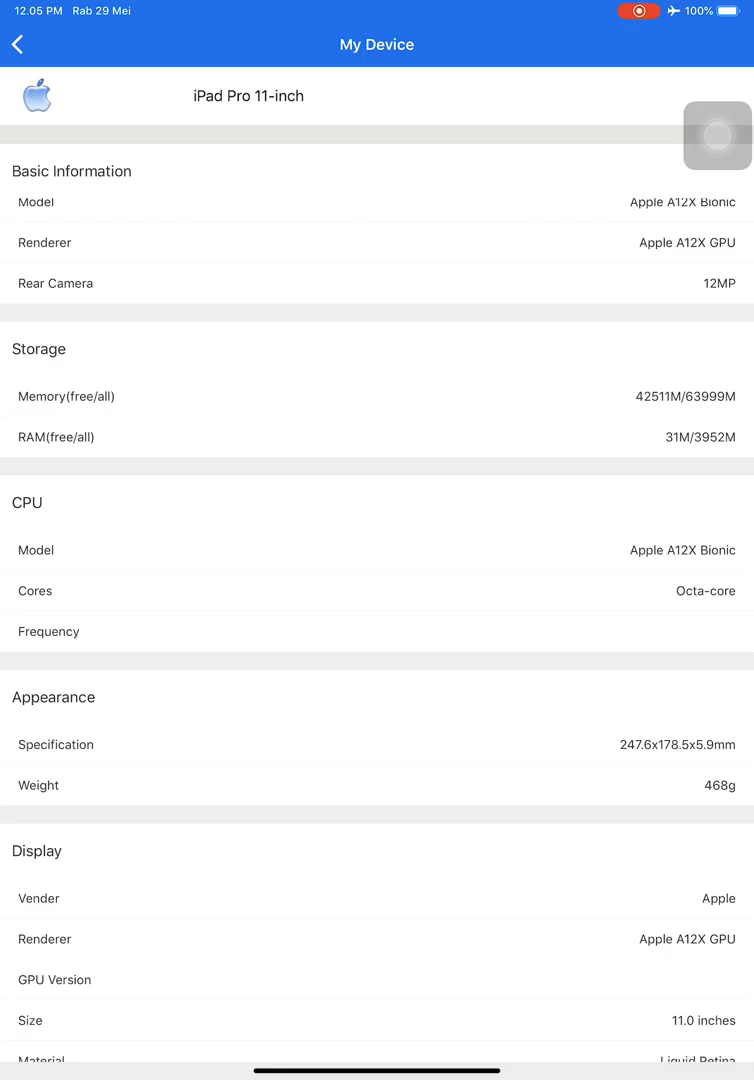 12.05 PM Rab 29 Mei 100%
My Device
iPad Pro 11-inch
Basic Information
Model Apple A12X Bionic
Renderer Apple A12X GPU
Rear Camera 12MP
Storage
Memory(free/all) 42511M/63999M
RAM(free/all) 31M/3952M
CPU
Model Apple A12X Bionic
Cores Octa-core
Frequency
Appearance
Specification 247.6x178.5x5.9mm
Weight 468g
Display
Vender Apple
Renderer Apple A12X GPU
GPU Version
Size 11.0 inches
Material Liquid Retina